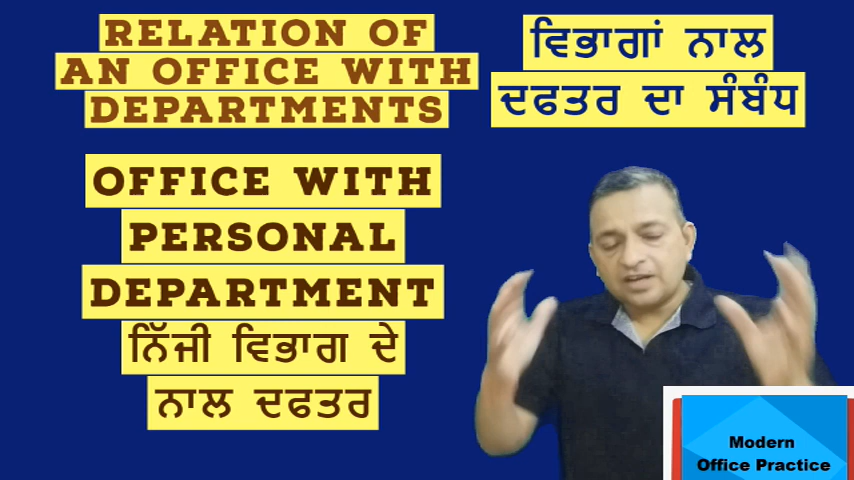 RELATION OF
AN OFFICE WITH
DEPARTMENTS
ਵਿਭਾਗਾਂ ਨਾਲ
ਦਫਤਰ ਦਾ ਸੰਬੰਧ
OFFICE WITH
PERSONAL
DEPARTMENT
ਨਿੱਜੀ ਵਿਭਾਗ ਦੇ
ਨਾਲ ਦਫਤਰ
Modern
Office Practice